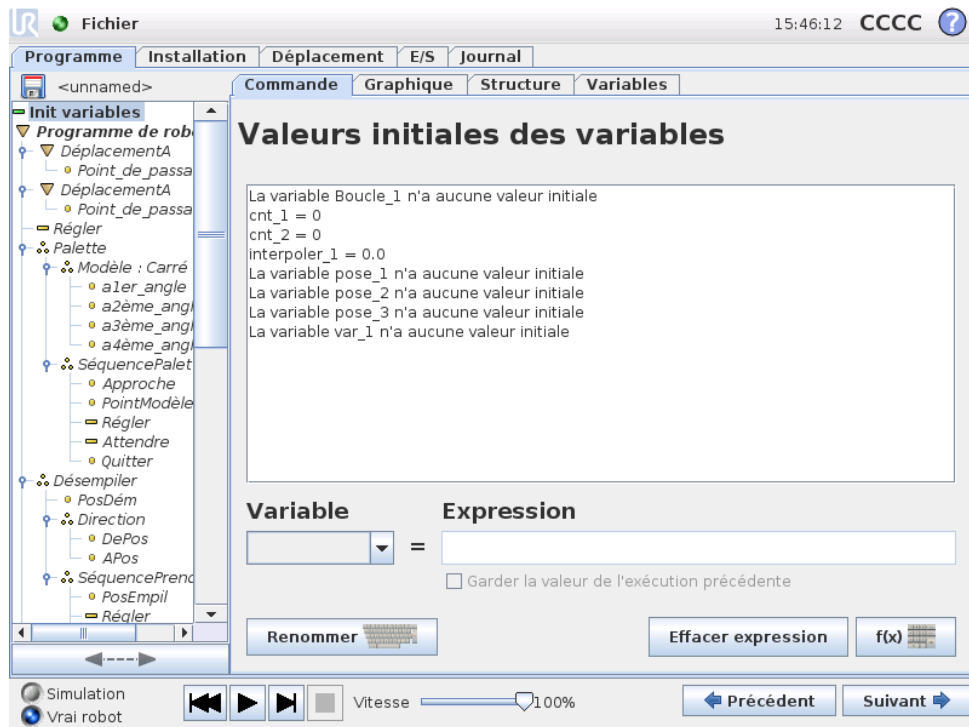 Fichier
15:46:12 CCCC ?
Programme Installation Déplacement E/S Journal
<unnamed>
Commande Graphique Structure Variables
Init variables
Programme de rob
DéplacementA
Point_de_passa
DéplacementA
Point_de_passa
Régler
Palette
Modèle : Carré
a1er_angle
a2ème_angl
a3ème_angl
a4ème_angl
SéquencePalet
Approche
PointModèle
Régler
Attendre
Quitter
Désempiler
PosDém
Direction
DePos
APos
SéquencePrend
PosEmpil
Régler
Valeurs initiales des variables
La variable Boucle_1 n'a aucune valeur initiale
cnt_1 = 0
cnt_2 = 0
interpoler_1 = 0.0
La variable pose_1 n'a aucune valeur initiale
La variable pose_2 n'a aucune valeur initiale
La variable pose_3 n'a aucune valeur initiale
La variable var_1 n'a aucune valeur initiale
Variable Expression
=
Garder la valeur de l'exécution précédente
Renommer Effacer expression f(x)
Simulation
Vrai robot
Vitesse 100%
Précédent Suivant